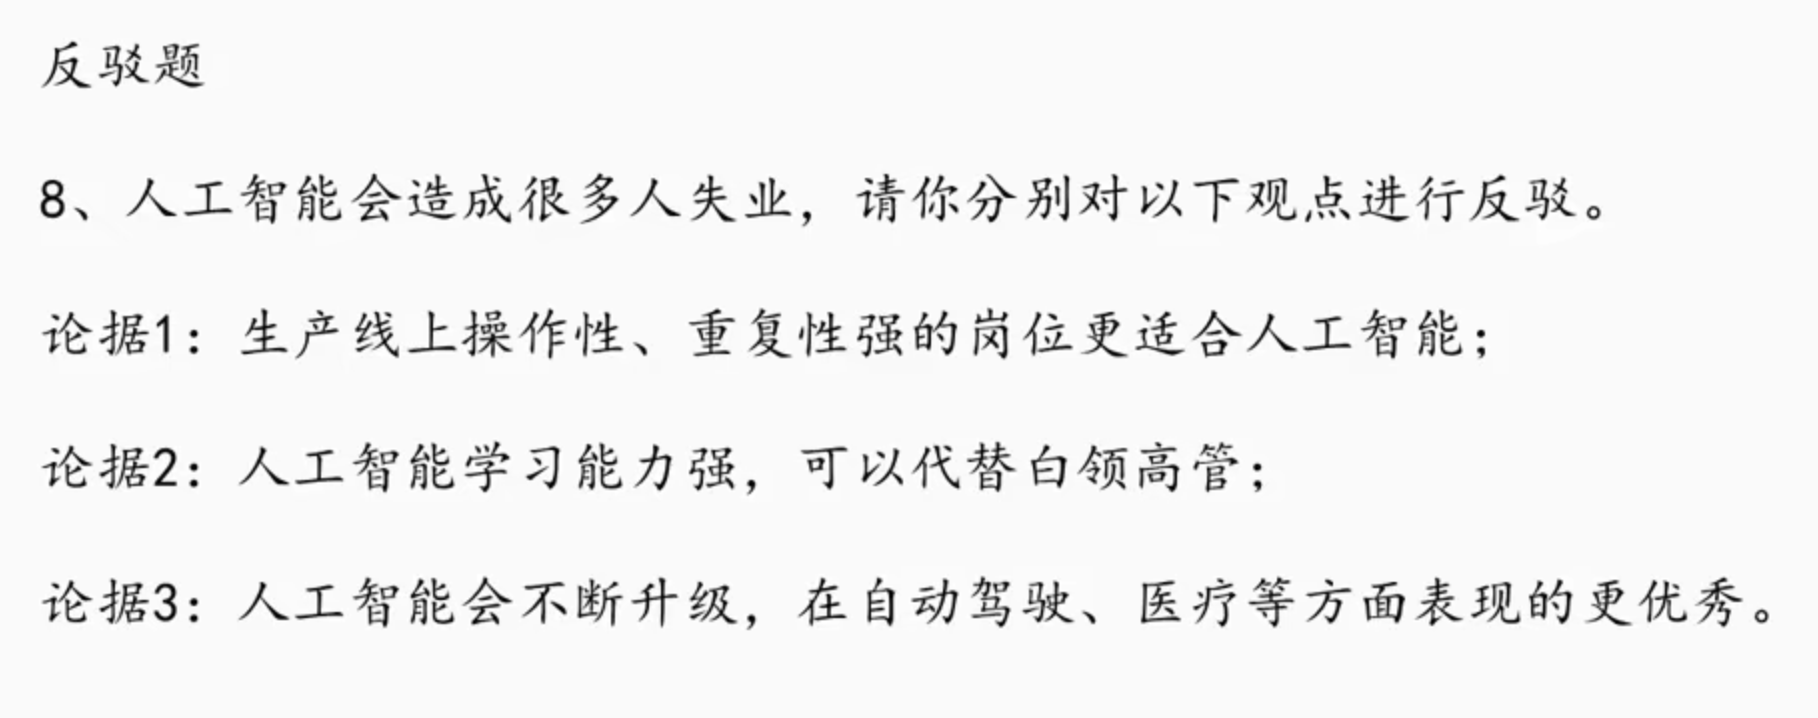 反驳题
8、人工智能会造成很多人失业，请你分别对以下观点进行反驳。
论据1：生产线上操作性、重复性强的岗位更适合人工智能；
论据2：人工智能学习能力强，可以代替白领高管；
论据3：人工智能会不断升级，在自动驾驶、医疗等方面表现的更优秀。